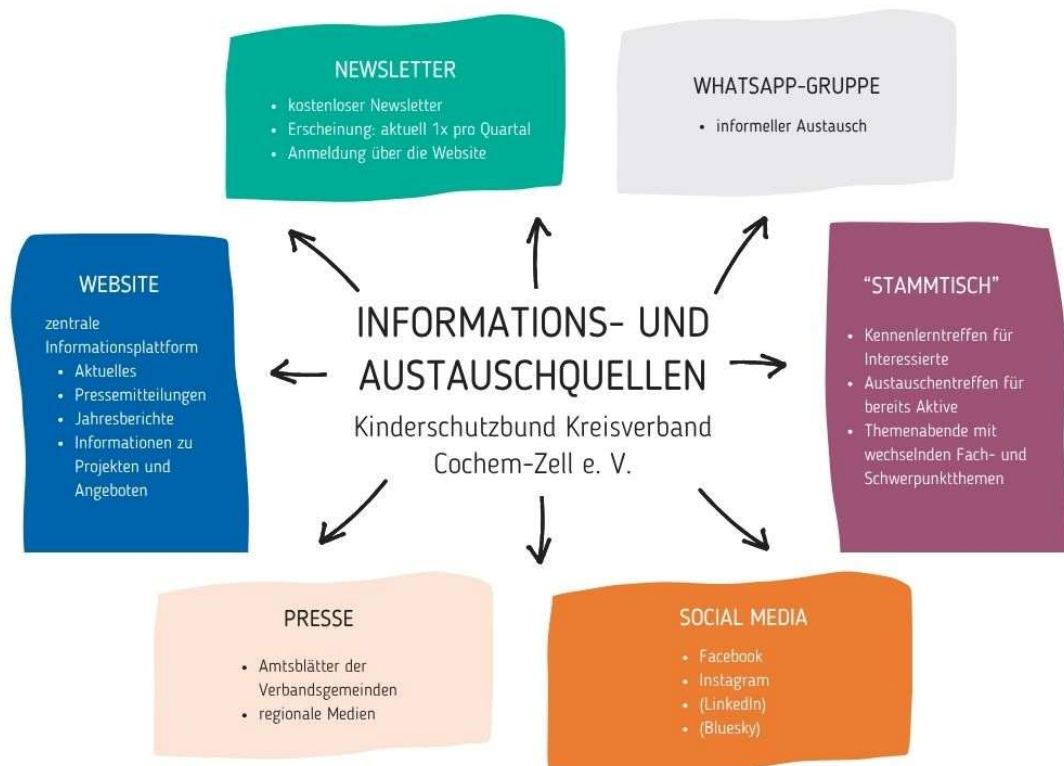 NEWSLETTER
• kostenloser Newsletter
• Erscheinung: aktuell 1x pro Quartal
• Anmeldung über die Website
WHATSAPP-GRUPPE
• informeller Austausch
WEBSITE
zentrale
Informationsplattform
• Aktuelles
• Pressemitteilungen
• Jahresberichte
• Informationen zu
Projekten und
Angeboten
INFORMATIONS- UND
AUSTAUSCHQUELLEN
Kinderschutzbund Kreisverband
Cochem-Zell e. V.
“STAMMTISCH”
• Kennenlerntreffen für
Interessierte
• Austauschentreffen für
bereits Aktive
• Themenabende mit
wechselnden Fach- und
Schwerpunktthemen
PRESSE
• Amtsblätter der
Verbandsgemeinden
• regionale Medien
SOCIAL MEDIA
• Facebook
• Instagram
• (LinkedIn)
• (Bluesky)